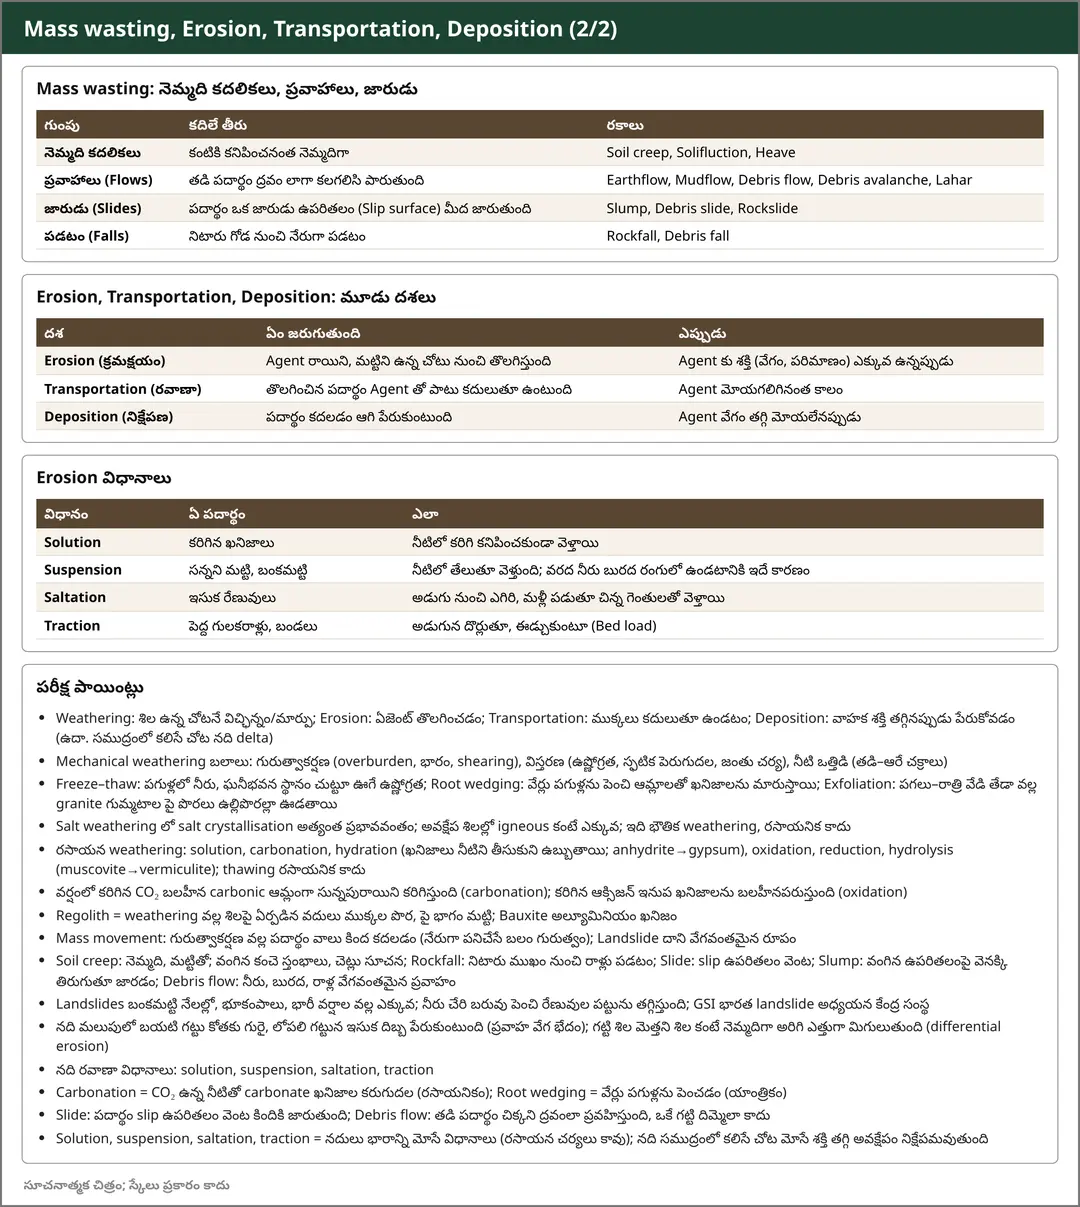 Mass wasting, Erosion, Transportation, Deposition (2/2)
Mass wasting: నెమ్మది కదలికలు, ప్రవాహాలు, జారుడు
గుంపు కదిలే తీరు రకాలు
నెమ్మది కదలికలు కంటికి కనిపించనంత నెమ్మదిగా Soil creep, Solifluction, Heave
ప్రవాహాలు (Flows) తడి పదార్థం ద్రవం లాగా కలగలిసి పారుతుంది Earthflow, Mudflow, Debris flow, Debris avalanche, Lahar
జారుడు (Slides) పదార్థం ఒక జారుడు ఉపరితలం (Slip surface) మీద జారుతుంది Slump, Debris slide, Rockslide
పడటం (Falls) నిటారు గోడ నుంచి నేరుగా పడటం Rockfall, Debris fall
Erosion, Transportation, Deposition: మూడు దశలు
దశ ఏం జరుగుతుంది ఎప్పుడు
Erosion (క్రమక్షయం) Agent రాయిని, మట్టిని ఉన్న చోటు నుంచి తొలగిస్తుంది Agent కు శక్తి (వేగం, పరిమాణం) ఎక్కువ ఉన్నప్పుడు
Transportation (రవాణా) తొలగించిన పదార్థం Agent తో పాటు కదులుతూ ఉంటుంది Agent మోయగలిగినంత కాలం
Deposition (నిక్షేపణ) పదార్థం కదలడం ఆగి పేరుకుంటుంది Agent వేగం తగ్గి మోయలేనప్పుడు
Erosion విధానాలు
విధానం ఏ పదార్థం ఎలా
Solution కరిగిన ఖనిజాలు నీటిలో కరిగి కనిపించకుండా వెళ్తాయి
Suspension సన్నని మట్టి, బంకమట్టి నీటిలో తేలుతూ వెళ్తుంది; వరద నీరు బురద రంగులో ఉండటానికి ఇదే కారణం
Saltation ఇసుక రేణువులు అడుగు నుంచి ఎగిరి, మళ్లీ పడుతూ చిన్న గెంతులతో వెళ్తాయి
Traction పెద్ద గులకరాళ్లు, బండలు అడుగున దొర్లుతూ, ఈడ్చుకుంటూ (Bed load)
పరీక్ష పాయింట్లు
• Weathering: శిల ఉన్న చోటనే విచ్ఛిన్నం/మార్పు; Erosion: ఏజెంట్ తొలగించడం; Transportation: ముక్కలు కదులుతూ ఉండటం; Deposition: వాహక శక్తి తగ్గినప్పుడు పేరుకోవడం
(ఉదా. సముద్రంలో కలిసే చోట నది delta)
• Mechanical weathering బలాలు: గురుత్వాకర్షణ (overburden, భారం, shearing), విస్తరణ (ఉష్ణోగ్రత, స్ఫటిక పెరుగుదల, జంతు చర్య), నీటి ఒత్తిడి (తడి–ఆరే చక్రాలు)
• Freeze–thaw: పగుళ్లలో నీరు, ఘనీభవన స్థానం చుట్టూ ఊగే ఉష్ణోగ్రత; Root wedging: వేర్లు పగుళ్లను పెంచి ఆమ్లాలతో ఖనిజాలను మారుస్తాయి; Exfoliation: పగలు–రాత్రి వేడి తేడా వల్ల
granite గుమ్మటాల పై పొరలు ఉల్లిపొరల్లా ఊడతాయి
• Salt weathering లో salt crystallisation అత్యంత ప్రభావవంతం; అవక్షేప శిలల్లో igneous కంటే ఎక్కువ; ఇది భౌతిక weathering, రసాయనిక కాదు
• రసాయన weathering: solution, carbonation, hydration (ఖనిజాలు నీటిని తీసుకుని ఉబ్బుతాయి; anhydrite→gypsum), oxidation, reduction, hydrolysis
(muscovite→vermiculite); thawing రసాయనిక కాదు
• వర్షంలో కరిగిన CO₂ బలహీన carbonic ఆమ్లంగా సున్నపురాయిని కరిగిస్తుంది (carbonation); కరిగిన ఆక్సిజన్ ఇనుప ఖనిజాలను బలహీనపరుస్తుంది (oxidation)
• Regolith = weathering వల్ల శిలపై ఏర్పడిన వదులు ముక్కల పొర, పై భాగం మట్టి; Bauxite అల్యూమినియం ఖనిజం
• Mass movement: గురుత్వాకర్షణ వల్ల పదార్థం వాలు కింద కదలడం (నేరుగా పనిచేసే బలం గురుత్వం); Landslide దాని వేగవంతమైన రూపం
• Soil creep: నెమ్మది, మట్టితో; వంగిన కంచె స్తంభాలు, చెట్లు సూచన; Rockfall: నిటారు ముఖం నుంచి రాళ్లు పడటం; Slide: slip ఉపరితలం వెంట; Slump: వంగిన ఉపరితలంపై వెనక్కి
తిరుగుతూ జారడం; Debris flow: నీరు, బురద, రాళ్ల వేగవంతమైన ప్రవాహం
• Landslides బంకమట్టి నేలల్లో, భూకంపాలు, భారీ వర్షాల వల్ల ఎక్కువ; నీరు చేరి బరువు పెంచి రేణువుల పట్టును తగ్గిస్తుంది; GSI భారత landslide అధ్యయన కేంద్ర సంస్థ
• నది మలుపులో బయటి గట్టు కోతకు గురై, లోపలి గట్టున ఇసుక దిబ్బ పేరుకుంటుంది (ప్రవాహ వేగ భేదం); గట్టి శిల మెత్తని శిల కంటే నెమ్మదిగా అరిగి ఎత్తుగా మిగులుతుంది (differential
erosion)
• నది రవాణా విధానాలు: solution, suspension, saltation, traction
• Carbonation = CO₂ ఉన్న నీటితో carbonate ఖనిజాల కరుగుదల (రసాయనికం); Root wedging = వేర్లు పగుళ్లను పెంచడం (యాంత్రికం)
• Slide: పదార్థం slip ఉపరితలం వెంట కిందికి జారుతుంది; Debris flow: తడి పదార్థం చిక్కని ద్రవంలా ప్రవహిస్తుంది, ఒకే గట్టి దిమ్మెలా కాదు
• Solution, suspension, saltation, traction = నదులు భారాన్ని మోసే విధానాలు (రసాయన చర్యలు కావు); నది సముద్రంలో కలిసే చోట మోసే శక్తి తగ్గి అవక్షేపం నిక్షేపమవుతుంది
సూచనాత్మక చిత్రం; స్కేలు ప్రకారం కాదు